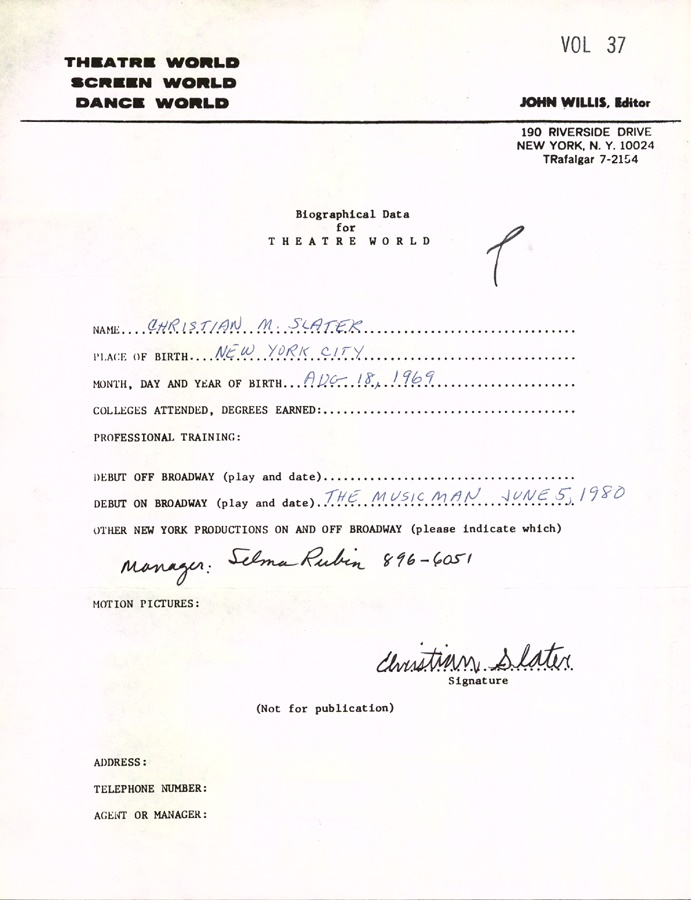 VOL 37
THEATRE WORLD
SCREEN WORLD
DANCE WORLD
JOHN WILLIS, Editor
190 RIVERSIDE DRIVE
NEW YORK, N. Y. 10024
TRafalgar 7-2154
Biographical Data
for
T H E A T R E W O R L D
NAME....CHRISTIAN M. SLATER
PLACE OF BIRTH....NEW YORK CITY
MONTH, DAY AND YEAR OF BIRTH...AUG 18, 1969
COLLEGES ATTENDED, DEGREES EARNED:
PROFESSIONAL TRAINING:
DEBUT OFF BROADWAY (play and date)
DEBUT ON BROADWAY (play and date) THE MUSIC MAN JUNE 5, 1980
OTHER NEW YORK PRODUCTIONS ON AND OFF BROADWAY (please indicate which)
Manager: Selma Rubin 896-6051
MOTION PICTURES:
Christian Slater
Signature
(Not for publication)
ADDRESS:
TELEPHONE NUMBER:
AGENT OR MANAGER: